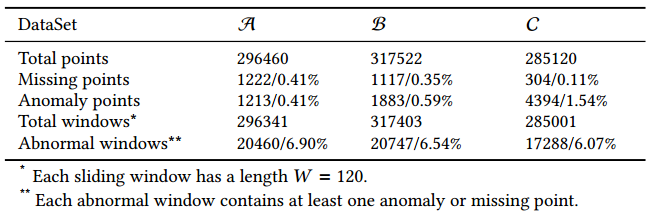 DataSet 𝒜 ℬ 𝒞
Total points 296460 317522 285120
Missing points 1222/0.41% 1117/0.35% 304/0.11%
Anomaly points 1213/0.41% 1883/0.59% 4394/1.54%
Total windows* 296341 317403 285001
Abnormal windows** 20460/6.90% 20747/6.54% 17288/6.07%
* Each sliding window has a length W = 120.
** Each abnormal window contains at least one anomaly or missing point.